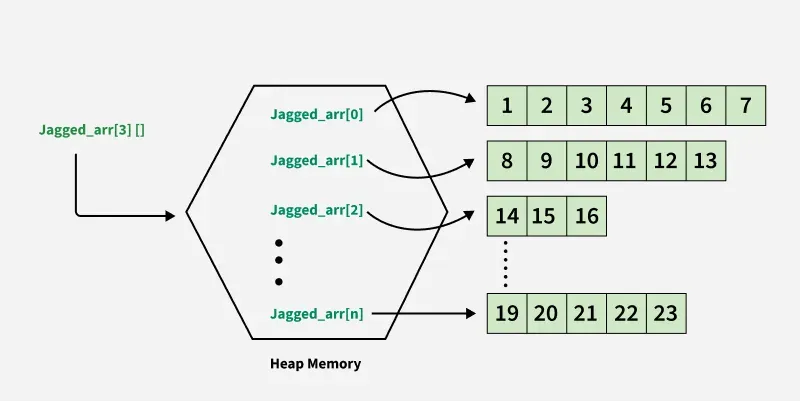 Jagged_arr[3] []
Jagged_arr[0]
1 2 3 4 5 6 7
Jagged_arr[1]
8 9 10 11 12 13
Jagged_arr[2]
14 15 16
Jagged_arr[n]
19 20 21 22 23
Heap Memory